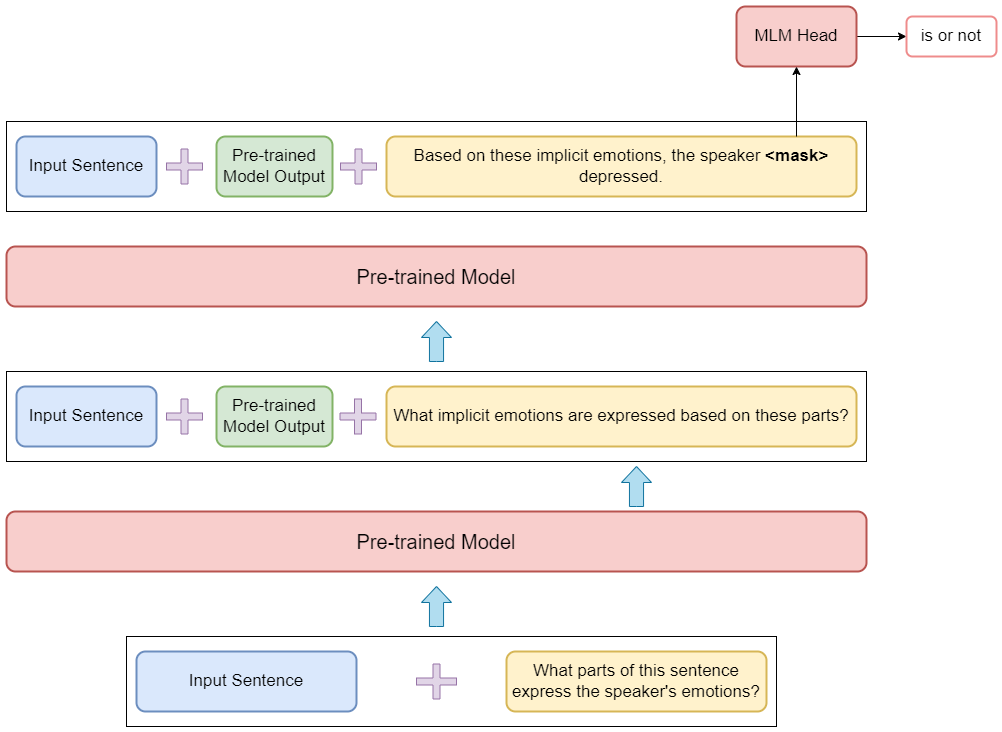 MLM Head
is or not
Input Sentence
Pre-trained
Model Output
Based on these implicit emotions, the speaker <mask>
depressed.
Pre-trained Model
Input Sentence
Pre-trained
Model Output
What implicit emotions are expressed based on these parts?
Pre-trained Model
Input Sentence
What parts of this sentence
express the speaker's emotions?